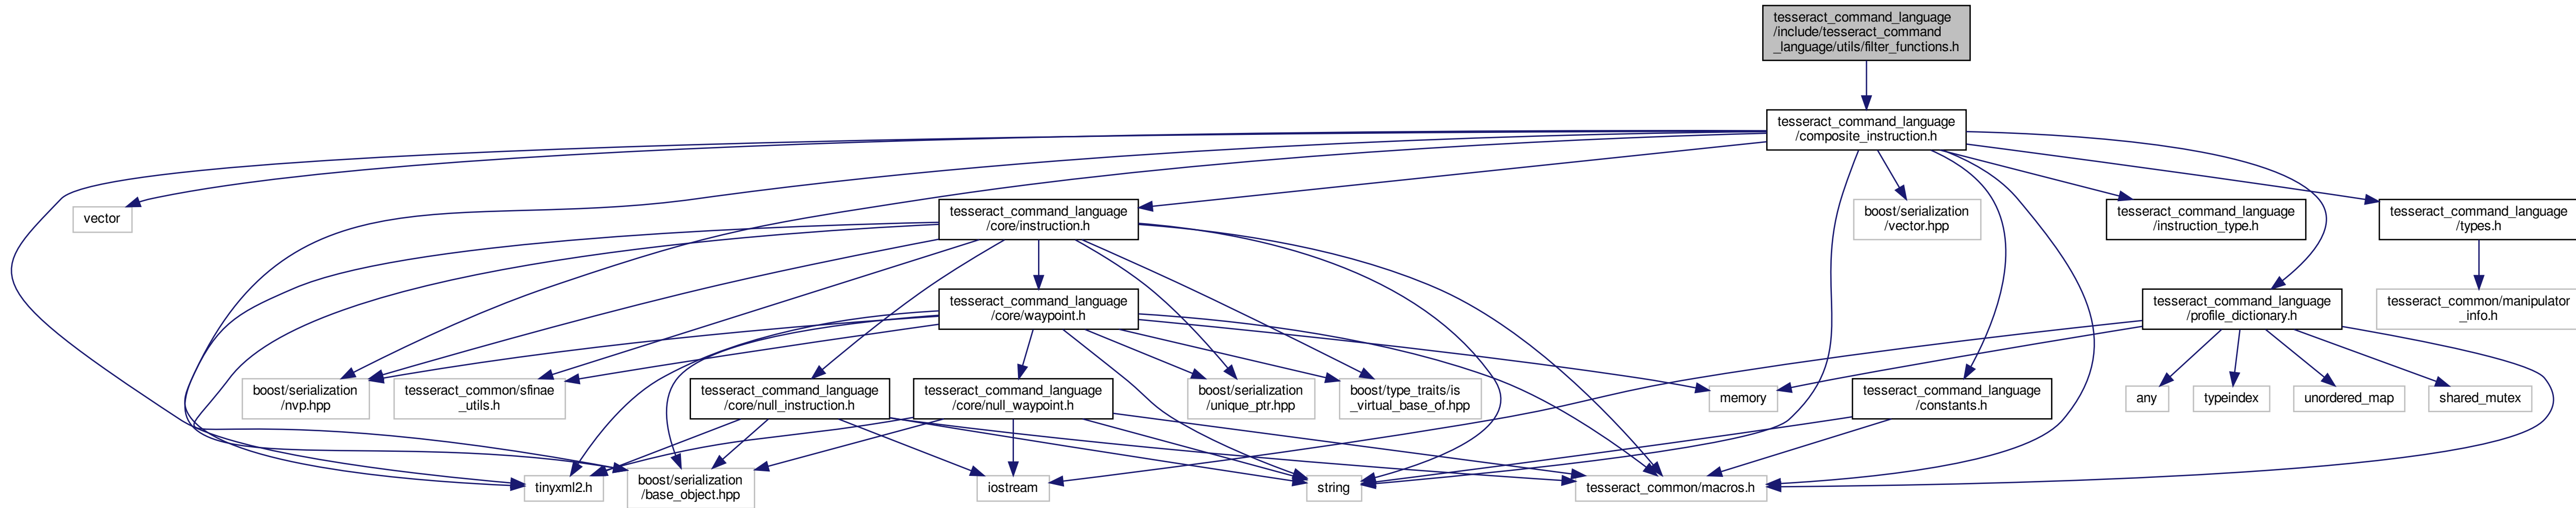 tesseract_command_language
/include/tesseract_command
_language/utils/filter_functions.h
tesseract_command_language
/composite_instruction.h
vector
tesseract_command_language
/core/instruction.h
boost/serialization
/vector.hpp
tesseract_command_language
/instruction_type.h
tesseract_command_language
/types.h
tesseract_command_language
/core/waypoint.h
tesseract_command_language
/profile_dictionary.h
tesseract_common/manipulator
_info.h
boost/serialization
/nvp.hpp
tesseract_common/sfinae
_utils.h
tesseract_command_language
/core/null_instruction.h
tesseract_command_language
/core/null_waypoint.h
boost/serialization
/unique_ptr.hpp
boost/type_traits/is
_virtual_base_of.hpp
memory
tesseract_command_language
/constants.h
any
typeindex
unordered_map
shared_mutex
tinyxml2.h
boost/serialization
/base_object.hpp
iostream
string
tesseract_common/macros.h